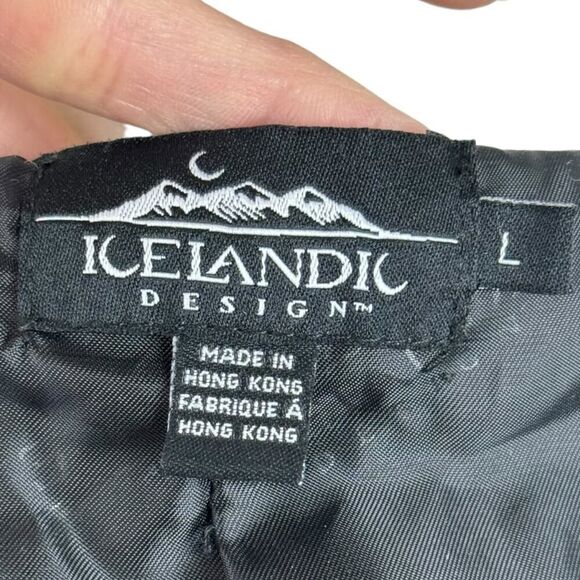 ICELANDIC
DESIGN™
L
MADE IN
HONG KONG
FABRIQUE Á
HONG KONG